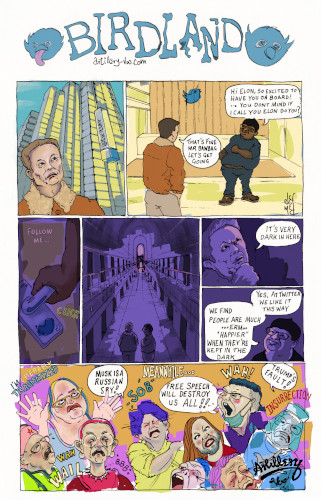 BIRDLAND
artillery-vw.com
HI ELON, SO EXCITED TO
HAVE YOU ON BOARD!
...YOU DONT MIND IF
I CALL YOU ELON DO YOU?
THAT'S FINE
MR BAWBAG
LET'S GET
GOING
FOLLOW
ME...
CLICK
IT'S VERY
DARK IN HERE
YES, AT TWITTER
WE LIKE IT
THIS WAY
WE FIND
PEOPLE ARE MUCH
...ERM...
"HAPPIER"
WHEN THEY'RE
KEPT IN THE
DARK
MUSK IS A
RUSSIAN
SPY!!
MEANWHILE...
SOB
FREE SPEECH
WILL DESTROY
US ALL!!
WAH!
TRUMP'S
FAULT!!
INSURRECTION
WAH
WAIL
Artillery